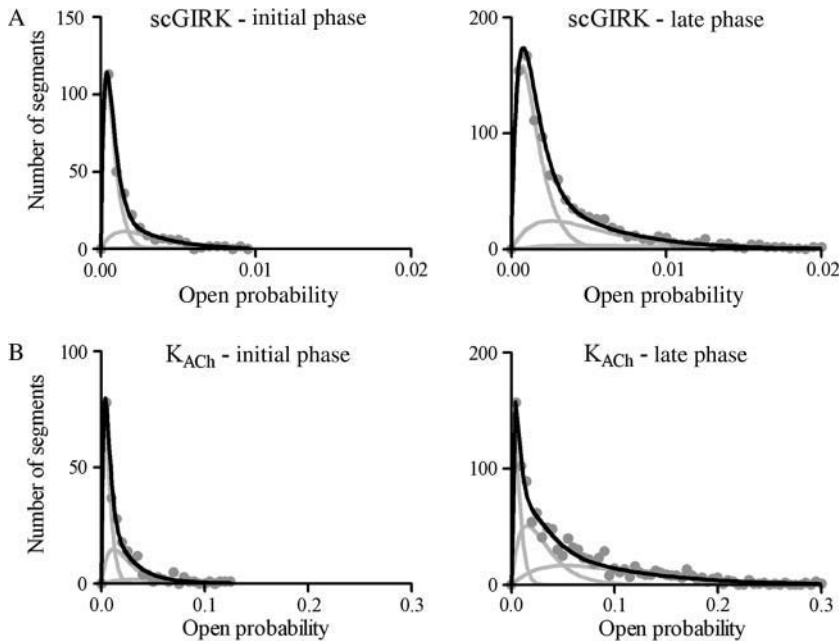 A
scGIRK - initial phase
150
100
50
0
Number of segments
0.00
0.01
0.02
Open probability
scGIRK - late phase
200
100
0
0.00
0.01
0.02
Open probability
B
KACh - initial phase
100
50
0
Number of segments
0.0
0.1
0.2
0.3
Open probability
KACh - late phase
200
100
0
0.0
0.1
0.2
0.3
Open probability